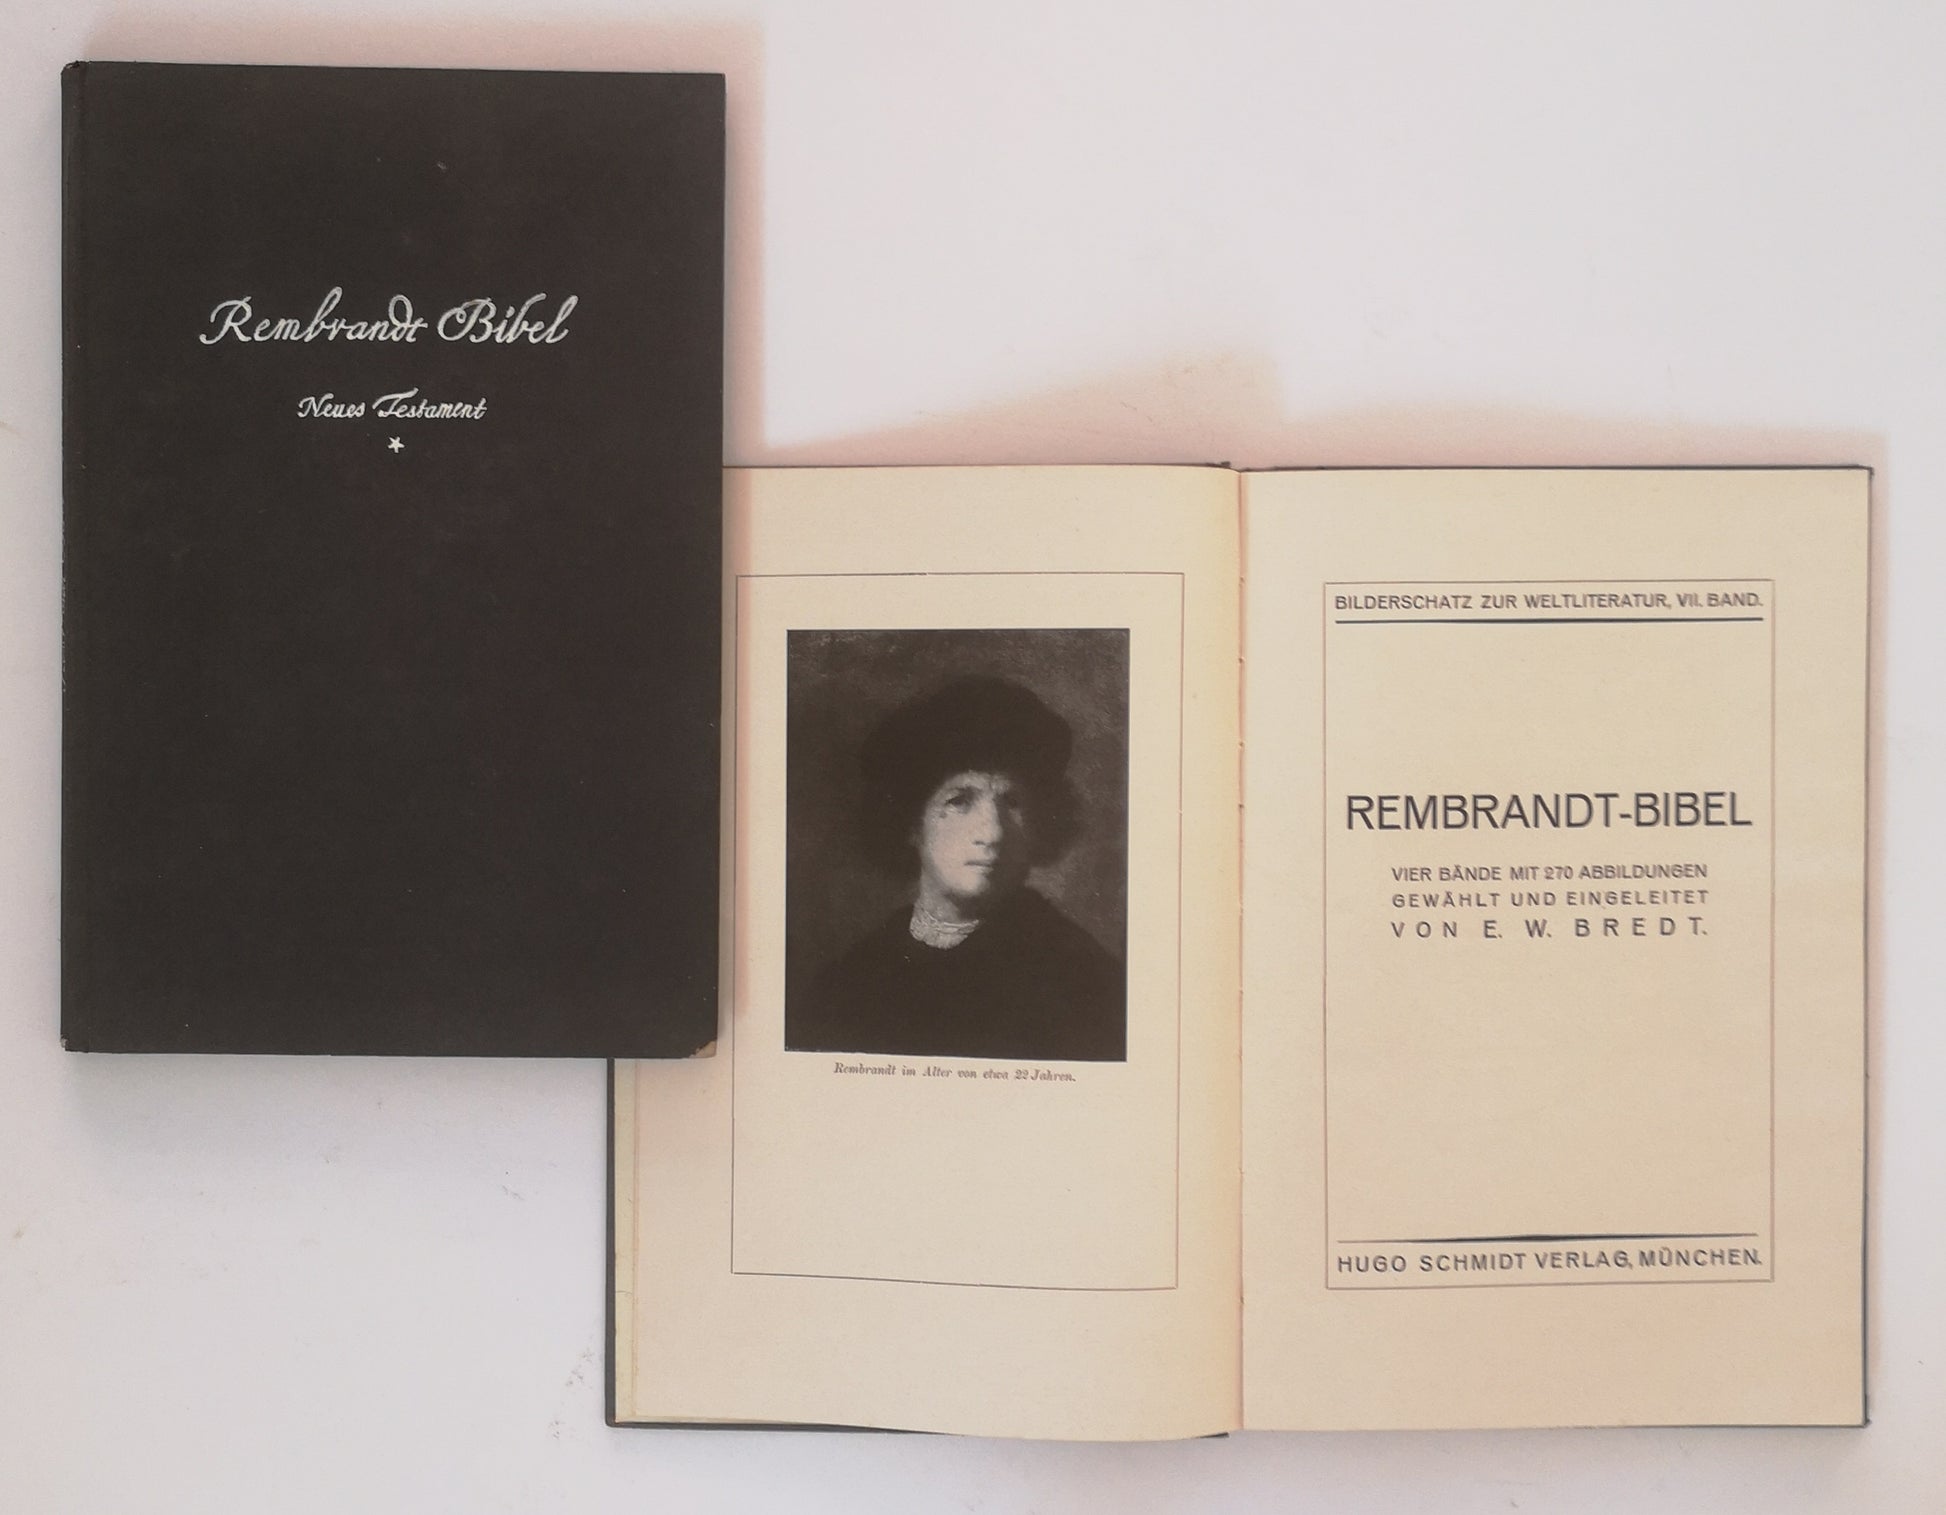 Rembrandt Bibel
Neues Testament
Rembrandt im Alter von etwa 22 Jahren.
BILDERSCHATZ ZUR WELTLITERATUR, VII. BAND.
REMBRANDT-BIBEL
VIER BÄNDE MIT 270 ABBILDUNGEN
GEWÄHLT UND EINGELEITET
VON E. W. BREDT.
HUGO SCHMIDT VERLAG, MÜNCHEN.